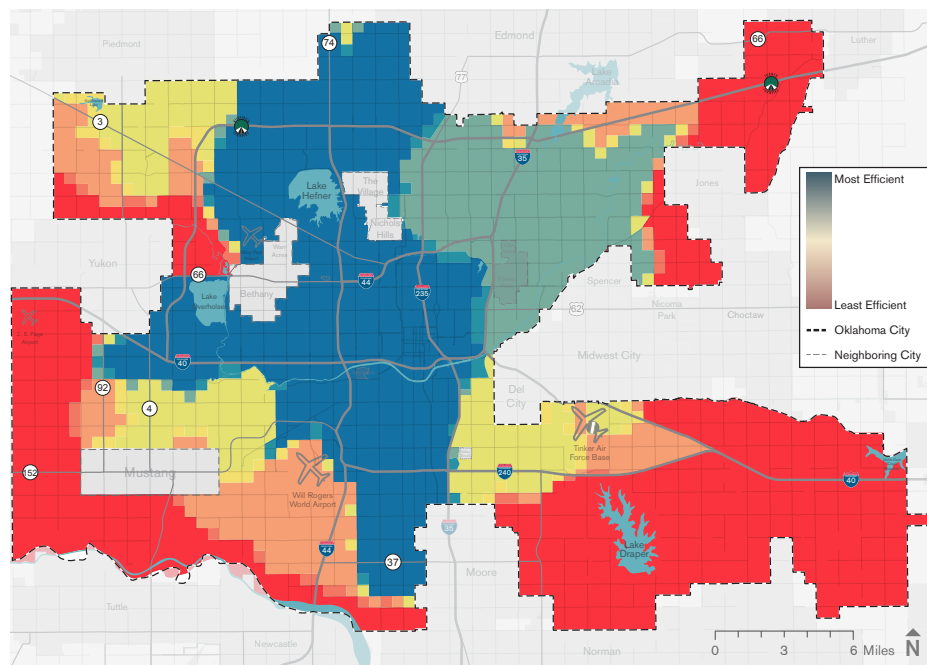 Piedmont
74
Edmond
66
Luther
77
Lake
Arcadia
3
35
Lake
Hefner
The
Village
Nichols
Hills
Jones
Most Efficient
Least Efficient
Oklahoma City
Neighboring City
Yukon
66
Bethany
Lake
Overholser
44
235
Spencer
62
Nicoma
Park
Choctaw
40
Midwest City
92
4
Del
City
Tinker Air
Force Base
152
Mustang
Will Rogers
World Airport
240
40
35
44
37
Moore
Lake
Draper
Tuttle
Newcastle
Norman
0 3 6 Miles
N